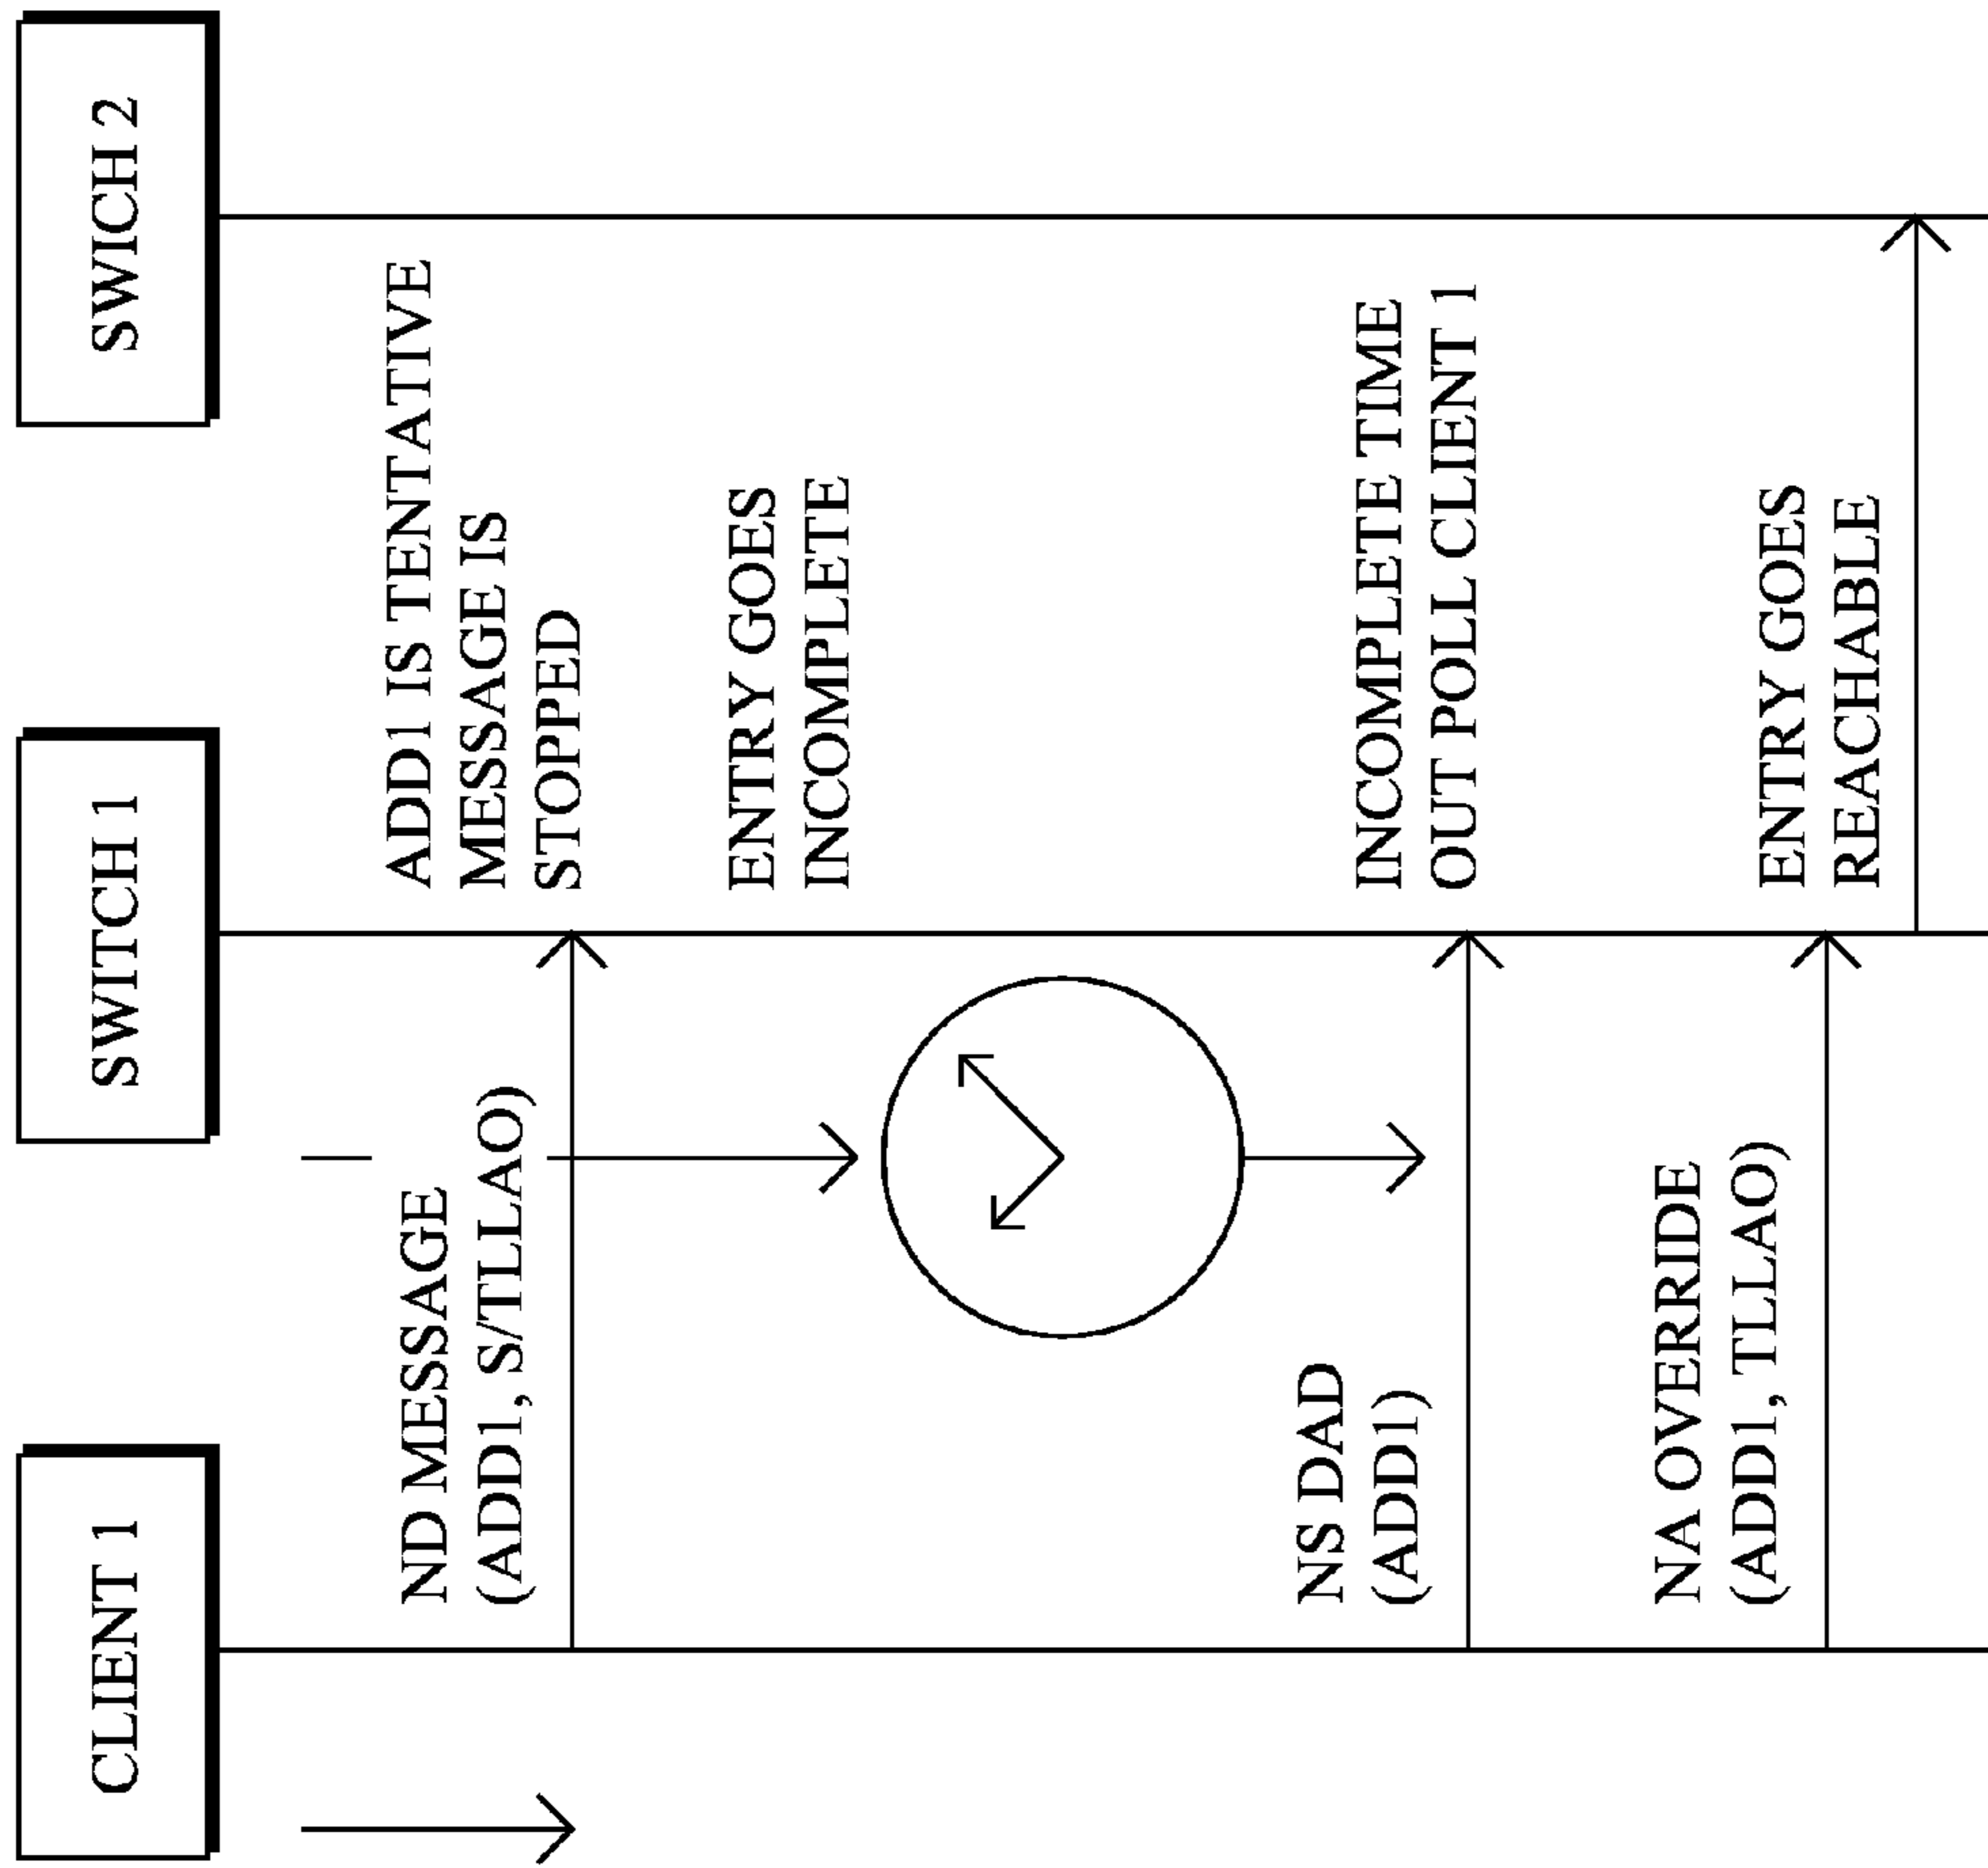 CLIENT 1
SWITCH 1
SWICH 2
ND MESSAGE
(ADD1, S/TLLAO)
ADD1 IS TENTATIVE
MESSAGE IS
STOPPED
ENTRY GOES
INCOMPLETE
NS DAD
(ADD1)
INCOMPLETE TIME
OUT POLL CLIENT 1
NA OVERRIDE
(ADD1, TLLAO)
ENTRY GOES
REACHABLE